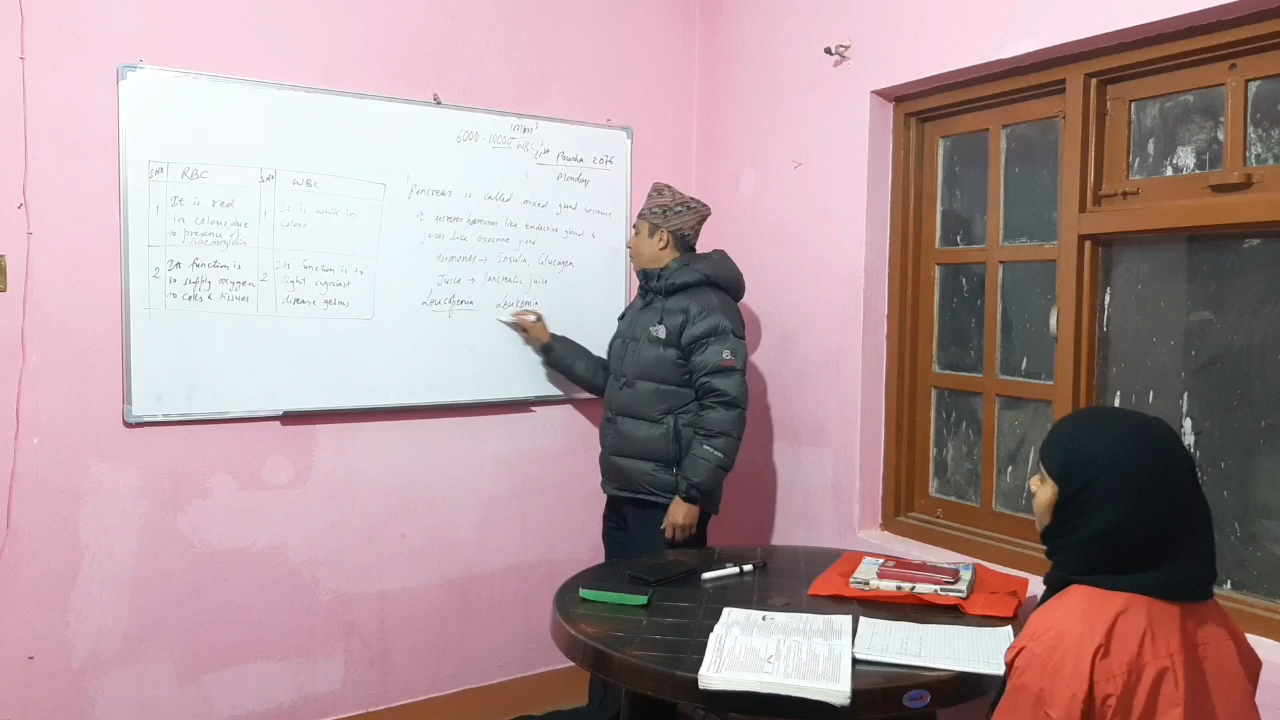 mm³
6000 - 10000 WBC
21st Pousha 2076
Monday
SN RBC SN WBC
1 It is red
in colour due
to presence of
haemoglobin
1 It is white in
colour
2 Its function is
to supply oxygen
to cells & tissues
2 Its function is to
fight against
disease germs
Pancreas is called mixed gland because
it secretes hormones like endocrine gland &
juices like exocrine gland
Hormones → Insulin, Glucagon
Juice → Pancreatic juice
Leucopenia Leukemia